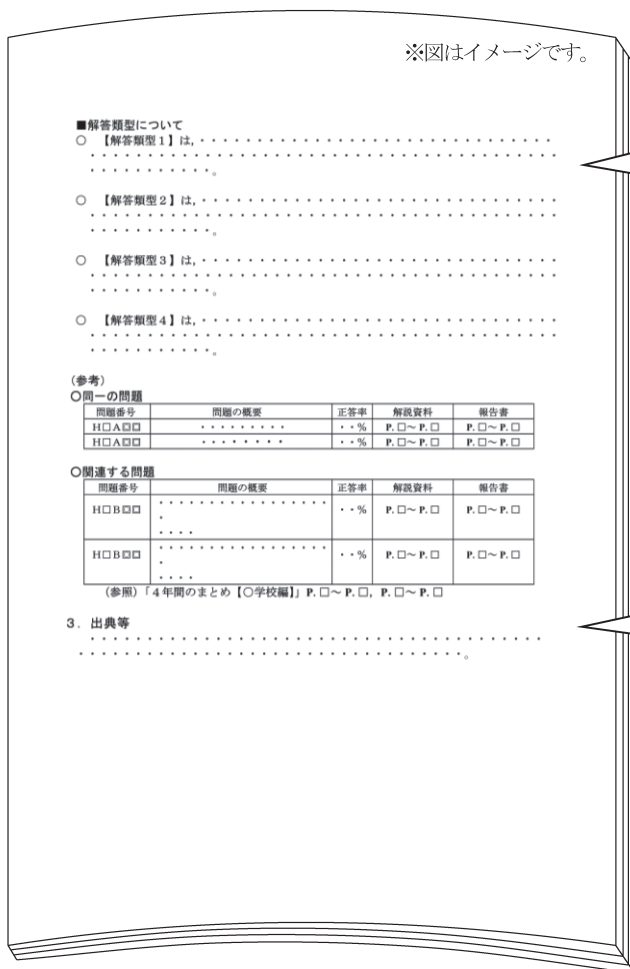 ※図はイメージです。
■解答類型について
○ 【解答類型１】は，・・・・・・・・・・・・・・・・・・・・・・・・・・・・・・
・・・・・・・・・・・・・・・・・・・・・・・・・・・・・・・・・・・・・・・・
・・・・・・・・・・・。
○ 【解答類型２】は，・・・・・・・・・・・・・・・・・・・・・・・・・・・・・・
・・・・・・・・・・・・・・・・・・・・・・・・・・・・・・・・・・・・・・・・
・・・・・・・・・・・。
○ 【解答類型３】は，・・・・・・・・・・・・・・・・・・・・・・・・・・・・・・
・・・・・・・・・・・・・・・・・・・・・・・・・・・・・・・・・・・・・・・・
・・・・・・・・・・・。
○ 【解答類型４】は，・・・・・・・・・・・・・・・・・・・・・・・・・・・・・・
・・・・・・・・・・・・・・・・・・・・・・・・・・・・・・・・・・・・・・・・
・・・・・・・・・・・。
（参考）
○同一の問題
問題番号 問題の概要 正答率 解説資料 報告書
H□A□□ ・・・・・・・・・ ・・％ P.□～P.□ P.□～P.□
H□A□□ ・・・・・・・・ ・・％ P.□～P.□ P.□～P.□
○関連する問題
問題番号 問題の概要 正答率 解説資料 報告書
H□B□□ ・・・・・・・・・・・・・・・・・ ・・％ P.□～P.□ P.□～P.□
・
・・・・
H□B□□ ・・・・・・・・・・・・・・・・・ ・・％ P.□～P.□ P.□～P.□
・
・・・・
（参照）「４年間のまとめ【○学校編】」P.□～P.□，P.□～P.□
３．出典等
・・・・・・・・・・・・・・・・・・・・・・・・・・・・・・・・・・・・・・・
・・・・・・・・・・・・・・・・・・・・・・・・・・・・・・・・・。